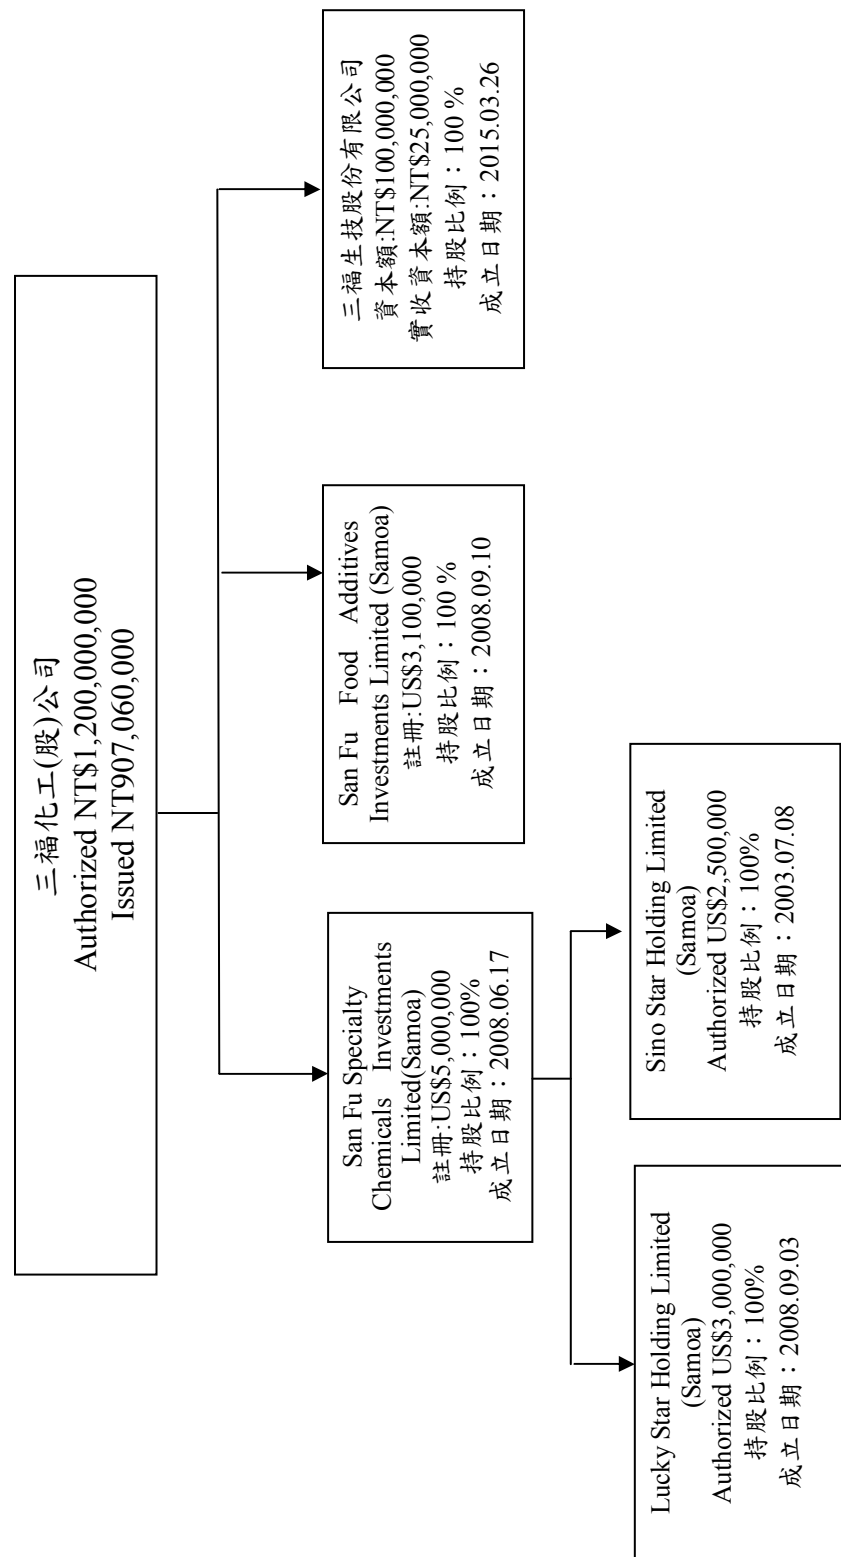 三福化工(股)公司
Authorized NT$1,200,000,000
Issued NT907,060,000
San Fu Specialty
Chemicals Investments
Limited(Samoa)
註冊:US$5,000,000
持股比例：100%
成立日期：2008.06.17
San Fu Food Additives
Investments Limited (Samoa)
註冊:US$3,100,000
持股比例：100 %
成立日期：2008.09.10
三福生技股份有限公司
資本額:NT$100,000,000
實收資本額:NT$25,000,000
持股比例：100 %
成立日期：2015.03.26
Lucky Star Holding Limited
(Samoa)
Authorized US$3,000,000
持股比例：100%
成立日期：2008.09.03
Sino Star Holding Limited
(Samoa)
Authorized US$2,500,000
持股比例：100%
成立日期：2003.07.08